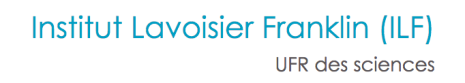 Institut Lavoisier Franklin (ILF)
UFR des sciences